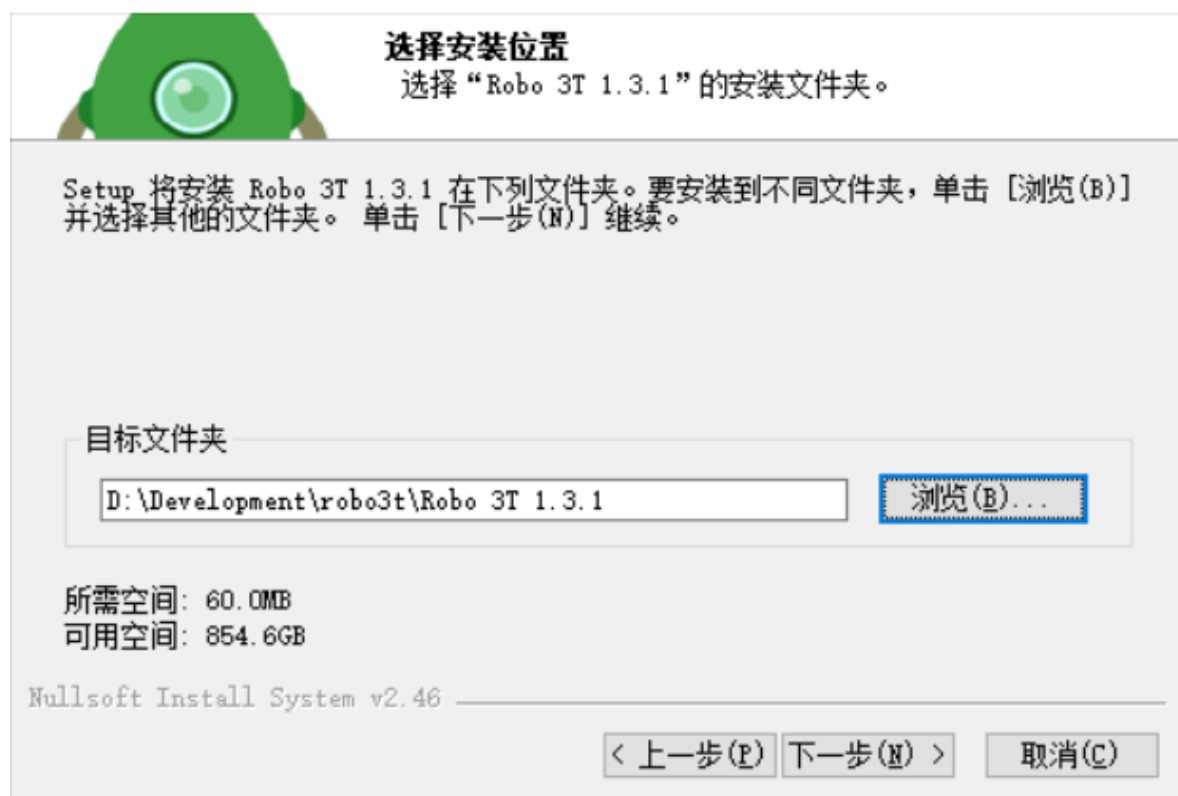 选择安装位置
选择“Robo 3T 1.3.1”的安装文件夹。
Setup 将安装 Robo 3T 1.3.1 在下列文件夹。要安装到不同文件夹，单击 [浏览(B)]
并选择其他的文件夹。 单击 [下一步(N)] 继续。
目标文件夹
D:\Development\robo3t\Robo 3T 1.3.1
浏览(B)...
所需空间: 60.0MB
可用空间: 854.6GB
Nullsoft Install System v2.46
< 上一步(P) 下一步(N) > 取消(C)